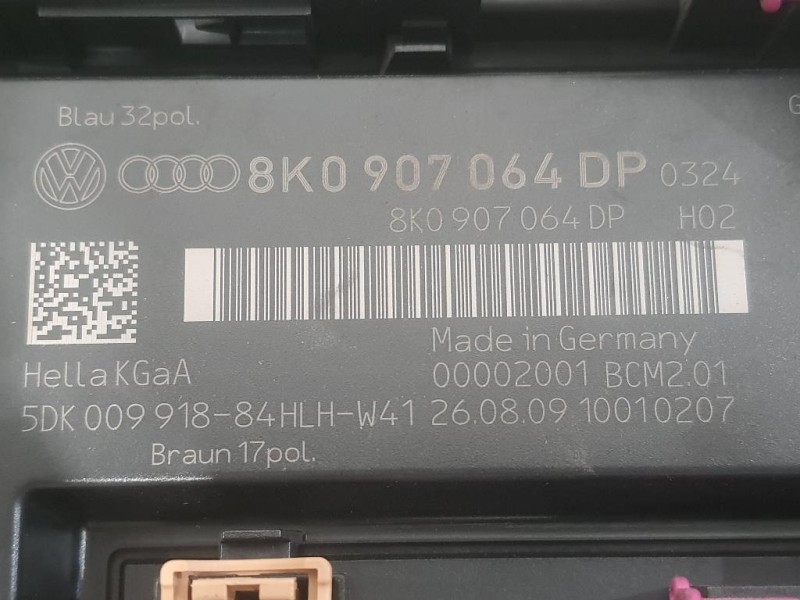 Blau 32pol.
G
8K0 907 064 DP 0324
8K0 907 064 DP H02
Made in Germany
Hella KGaA
00002001 BCM2.01
5DK 009 918-84HLH-W41 26.08.09 10010207
Braun 17pol.